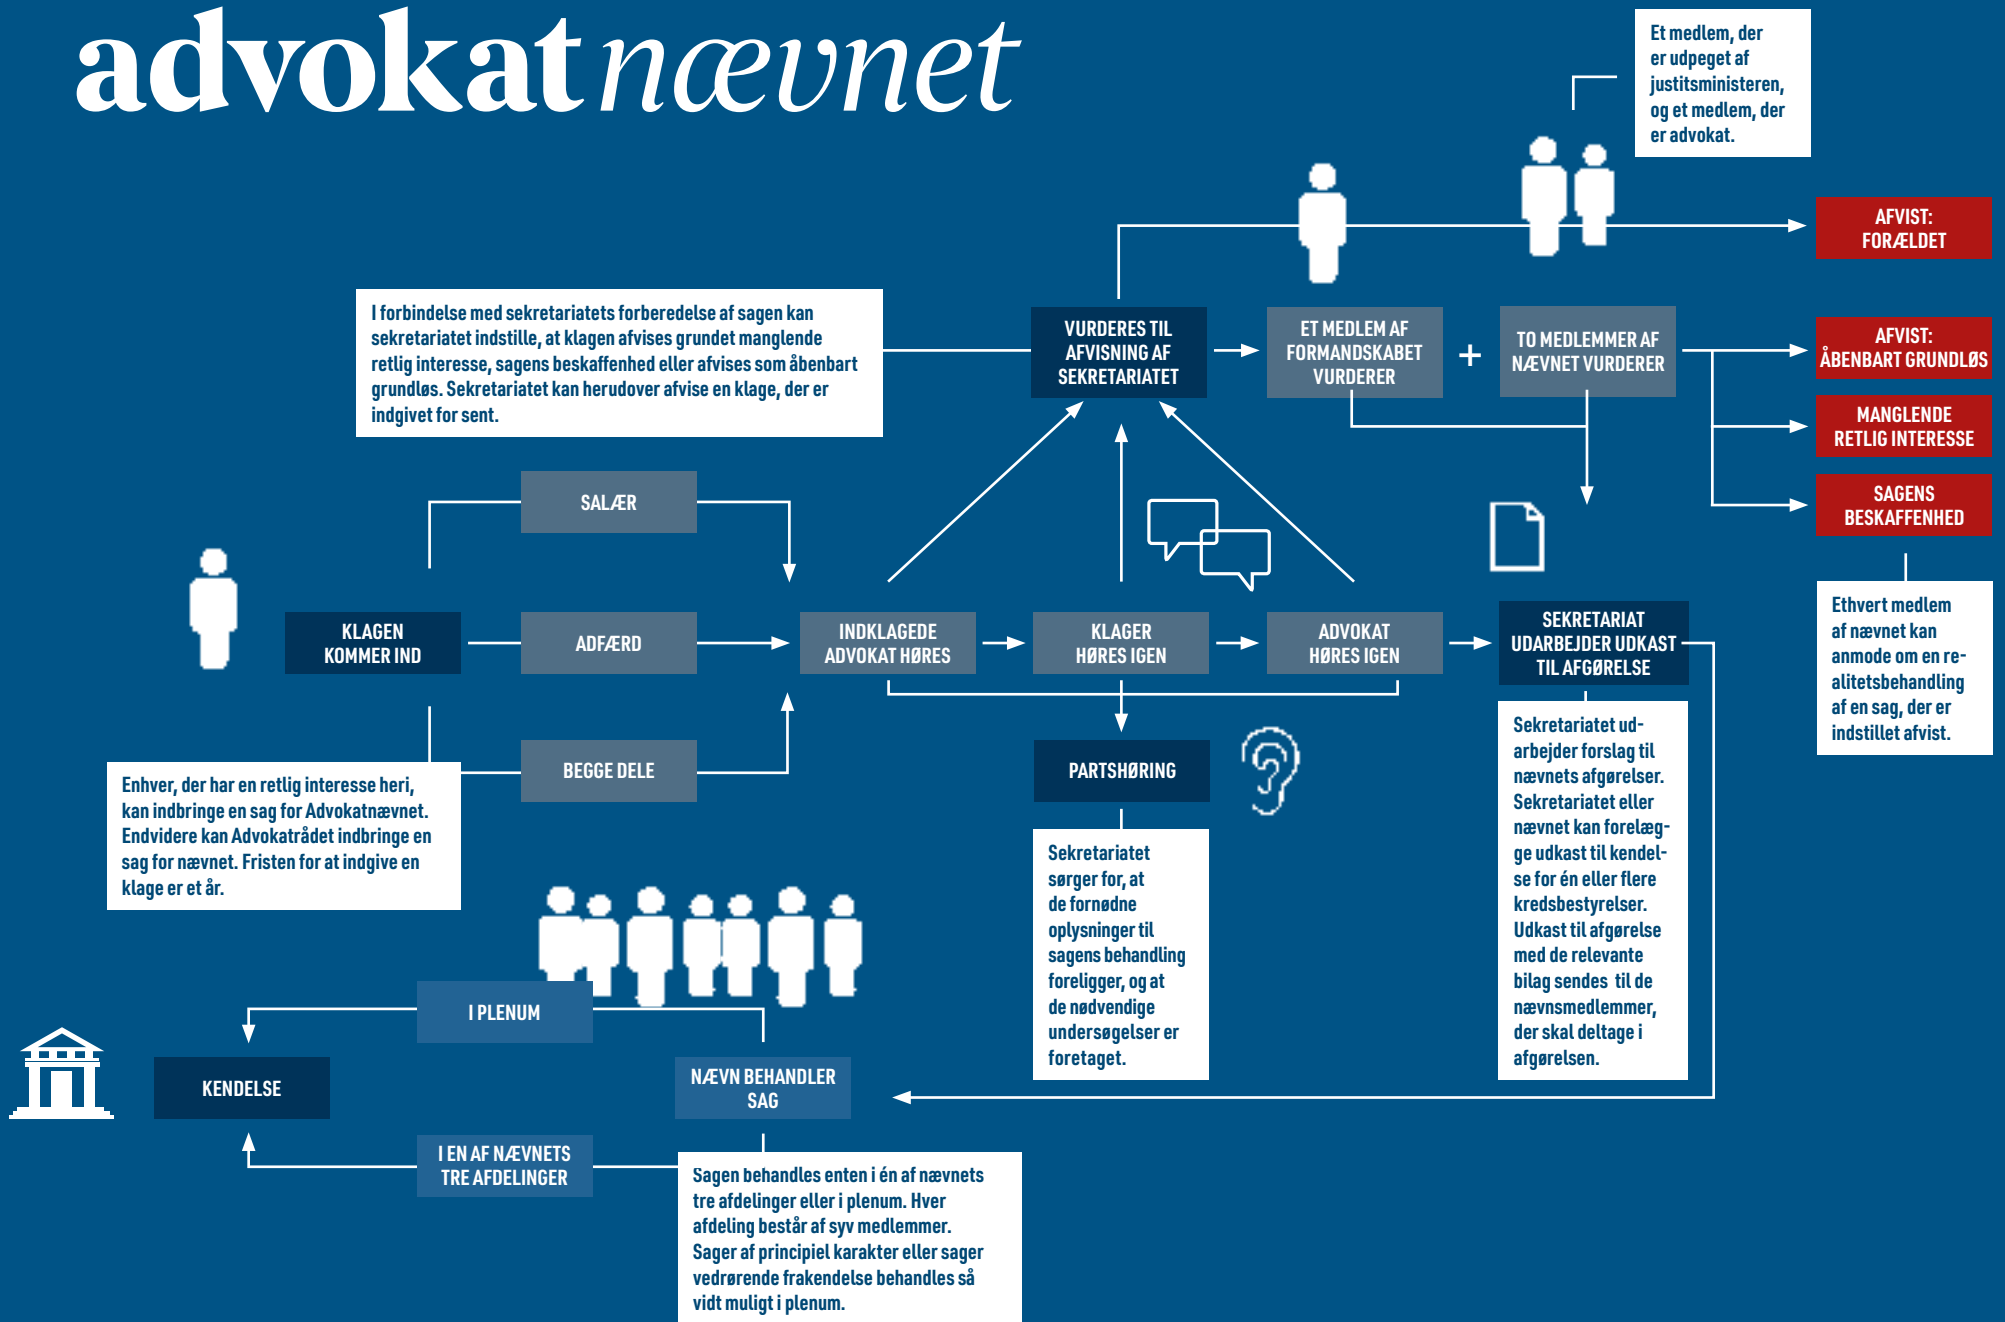 advokatnævnet
Et medlem, der
er udpeget af
justitsministeren,
og et medlem, der
er advokat.
AFVIST:
FORÆLDET
I forbindelse med sekretariatets forberedelse af sagen kan
sekretariatet indstille, at klagen afvises grundet manglende
retlig interesse, sagens beskaffenhed eller afvises som åbenbart
grundløs. Sekretariatet kan herudover afvise en klage, der er
indgivet for sent.
VURDERES TIL
AFVISNING AF
SEKRETARIATET
ET MEDLEM AF
FORMANDSKABET
VURDERER
+
TO MEDLEMMER AF
NÆVNET VURDERER
AFVIST:
ÅBENBART GRUNDLØS
MANGLENDE
RETLIG INTERESSE
SAGENS
BESKAFFENHED
SALÆR
KLAGEN
KOMMER IND
ADFÆRD
INDKLAGEDE
ADVOKAT HØRES
KLAGER
HØRES IGEN
ADVOKAT
HØRES IGEN
SEKRETARIAT
UDARBEJDER UDKAST
TIL AFGØRELSE
Ethvert medlem
af nævnet kan
anmode om en re-
alitetsbehandling
af en sag, der er
indstillet afvist.
BEGGE DELE
PARTSHØRING
Enhver, der har en retlig interesse heri,
kan indbringe en sag for Advokatnævnet.
Endvidere kan Advokatrådet indbringe en
sag for nævnet. Fristen for at indgive en
klage er et år.
Sekretariatet
sørger for, at
de fornødne
oplysninger til
sagens behandling
foreligger, og at
de nødvendige
undersøgelser er
foretaget.
Sekretariatet ud-
arbejder forslag til
nævnets afgørelser.
Sekretariatet eller
nævnet kan forelæg-
ge udkast til kendel-
se for én eller flere
kredsbestyrelser.
Udkast til afgørelse
med de relevante
bilag sendes til de
nævnsmedlemmer,
der skal deltage i
afgørelsen.
I PLENUM
KENDELSE
NÆVN BEHANDLER
SAG
I EN AF NÆVNETS
TRE AFDELINGER
Sagen behandles enten i én af nævnets
tre afdelinger eller i plenum. Hver
afdeling består af syv medlemmer.
Sager af principiel karakter eller sager
vedrørende frakendelse behandles så
vidt muligt i plenum.